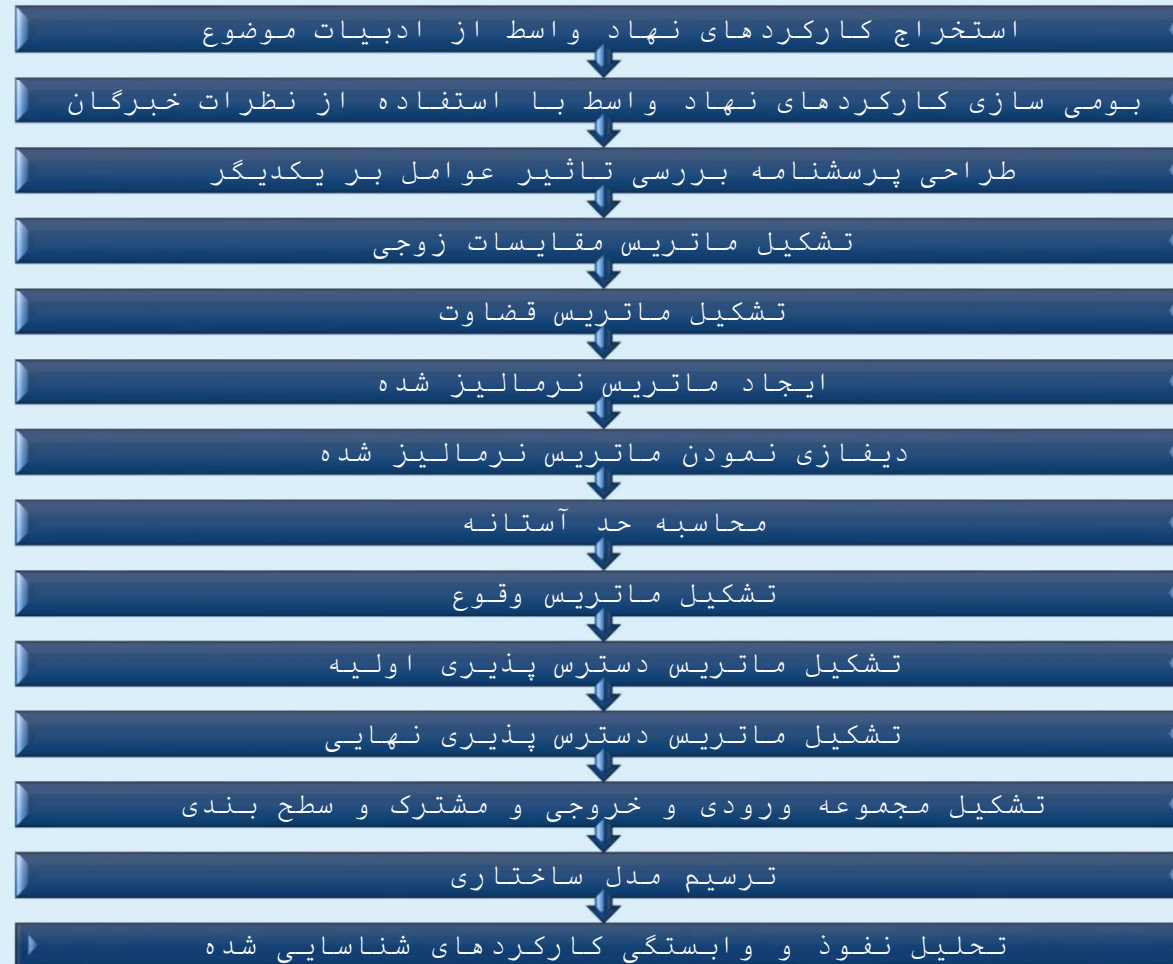 استخراج کارکردهای نهاد واسط از ادبیات موضوع
بومی سازی کارکردهای نهاد واسط با استفاده از نظرات خبرگان
طراحی پرسشنامه بررسی تاثیر عوامل بر یکدیگر
تشکیل ماتریس مقایسات زوجی
تشکیل ماتریس قضاوت
ایجاد ماتریس نرمالیز شده
دیفازی نمودن ماتریس نرمالیز شده
محاسبه حد آستانه
تشکیل ماتریس وقوع
تشکیل ماتریس دسترس پذیری اولیه
تشکیل ماتریس دسترس پذیری نهایی
تشکیل مجموعه ورودی و خروجی و مشترک و سطح بندی
ترسیم مدل ساختاری
تحلیل نفوذ و وابستگی کارکردهای شناسایی شده